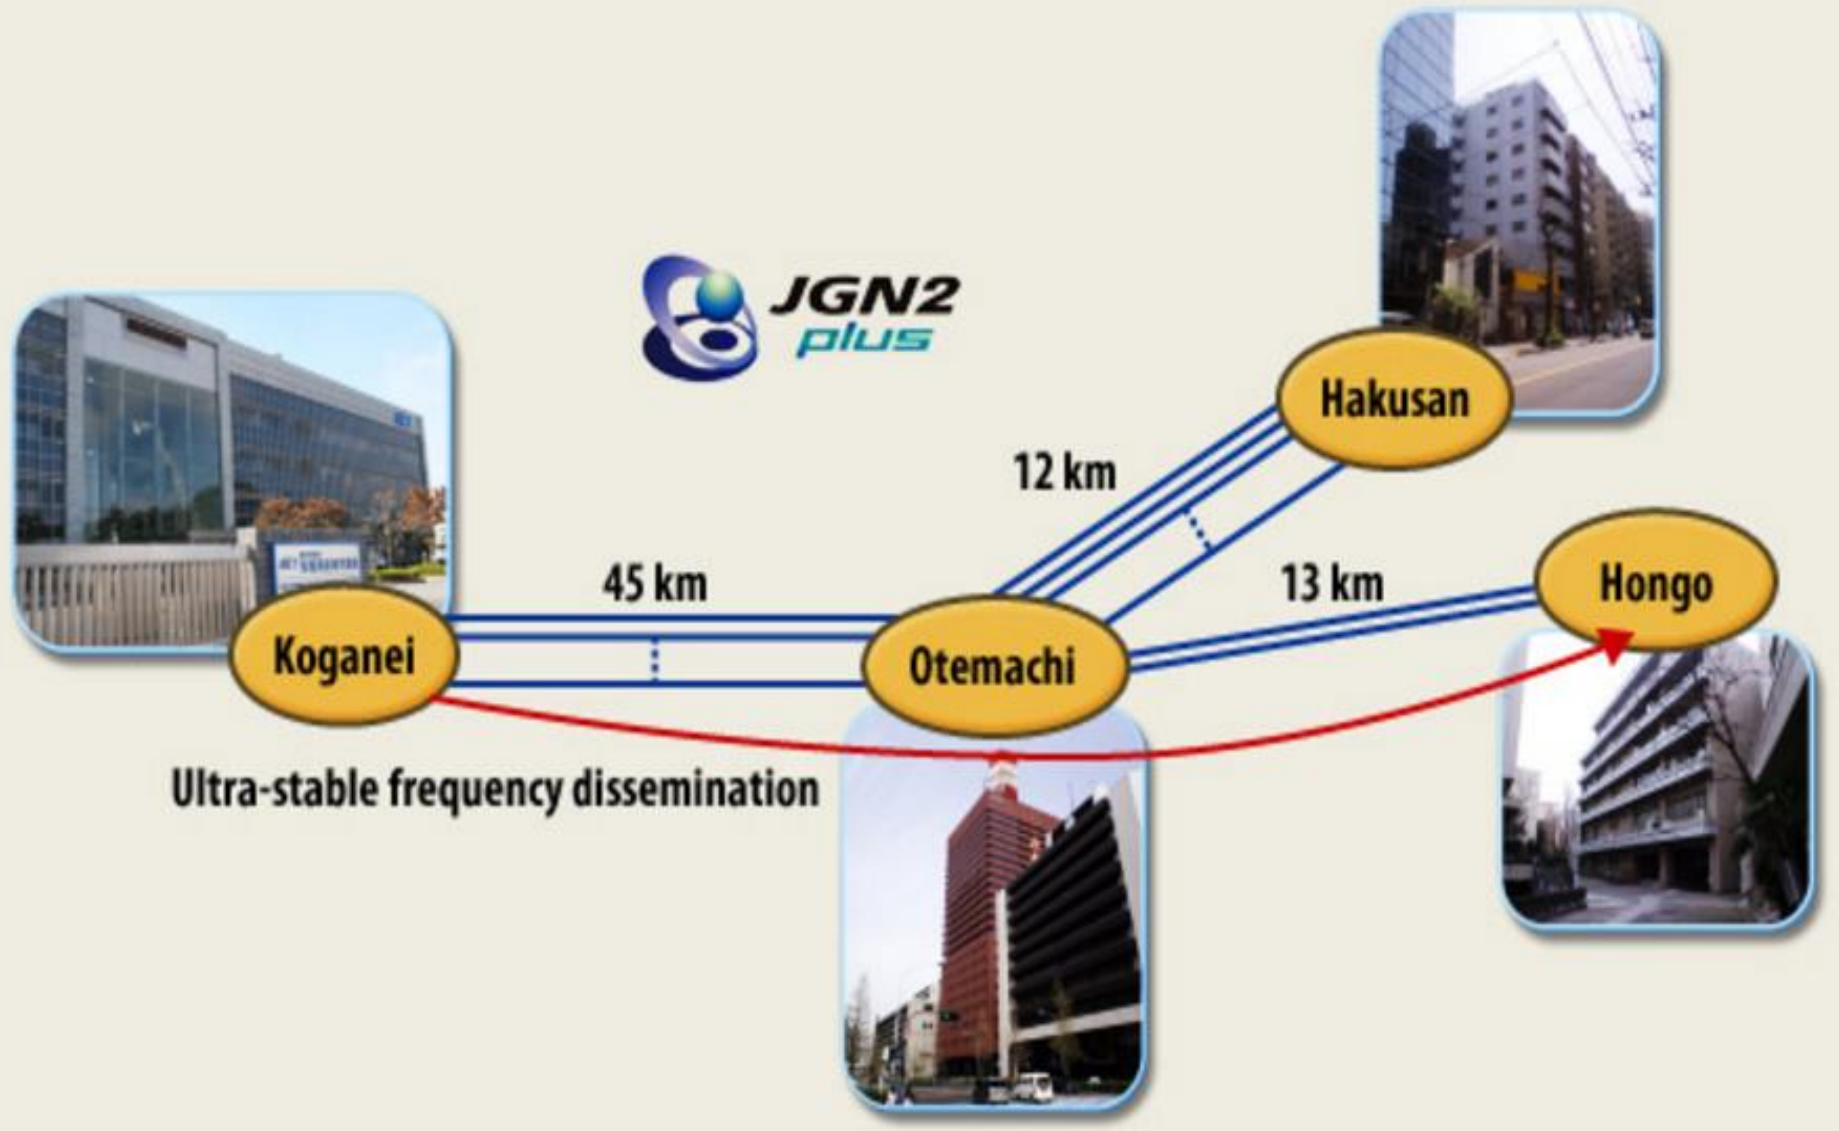 JGN2
plus
Hakusan
12 km
45 km
13 km
Hongo
Koganei
Otemachi
Ultra-stable frequency dissemination